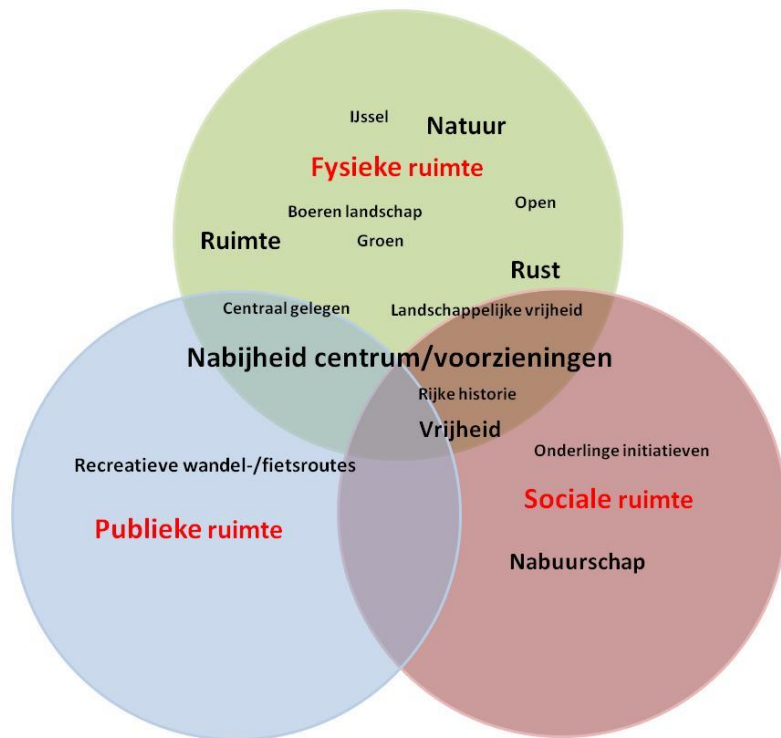 IJssel
Natuur
Fysieke ruimte
Open
Boeren landschap
Ruimte
Groen
Rust
Centraal gelegen
Landschappelijke vrijheid
Nabijheid centrum/voorzieningen
Rijke historie
Vrijheid
Onderlinge initiatieven
Recreatieve wandel-/fietsroutes
Sociale ruimte
Publieke ruimte
Nabuurschap